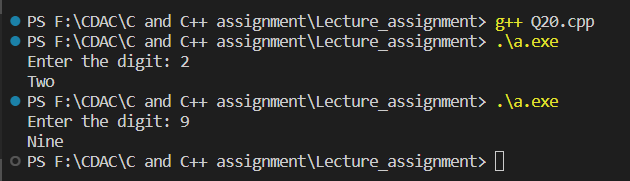 PS F:\CDAC\C and C++ assignment\Lecture_assignment> g++ Q20.cpp
PS F:\CDAC\C and C++ assignment\Lecture_assignment> .\a.exe
Enter the digit: 2
Two
PS F:\CDAC\C and C++ assignment\Lecture_assignment> .\a.exe
Enter the digit: 9
Nine
PS F:\CDAC\C and C++ assignment\Lecture_assignment>